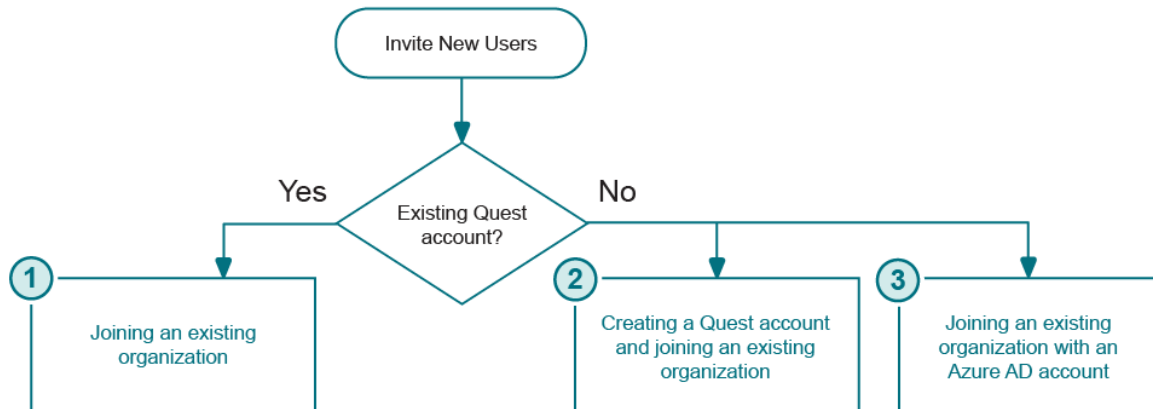 Invite New Users
Yes
No
Existing Quest
account?
1
Joining an existing
organization
2
Creating a Quest account
and joining an existing
organization
3
Joining an existing
organization with an
Azure AD account